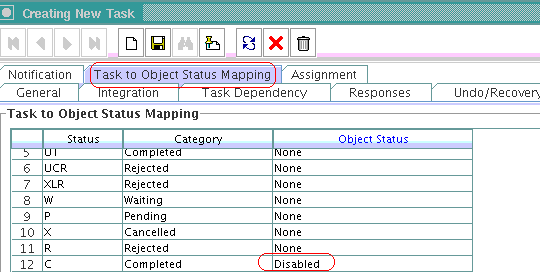 Creating New Task
Notification Task to Object Status Mapping Assignment
General Integration Task Dependency Responses Undo/Recovery
Task to Object Status Mapping
Status Category Object Status
5 UT Completed None
6 UCR Rejected None
7 XLR Rejected None
8 W Waiting None
9 P Pending None
10 X Cancelled None
11 R Rejected None
12 C Completed Disabled